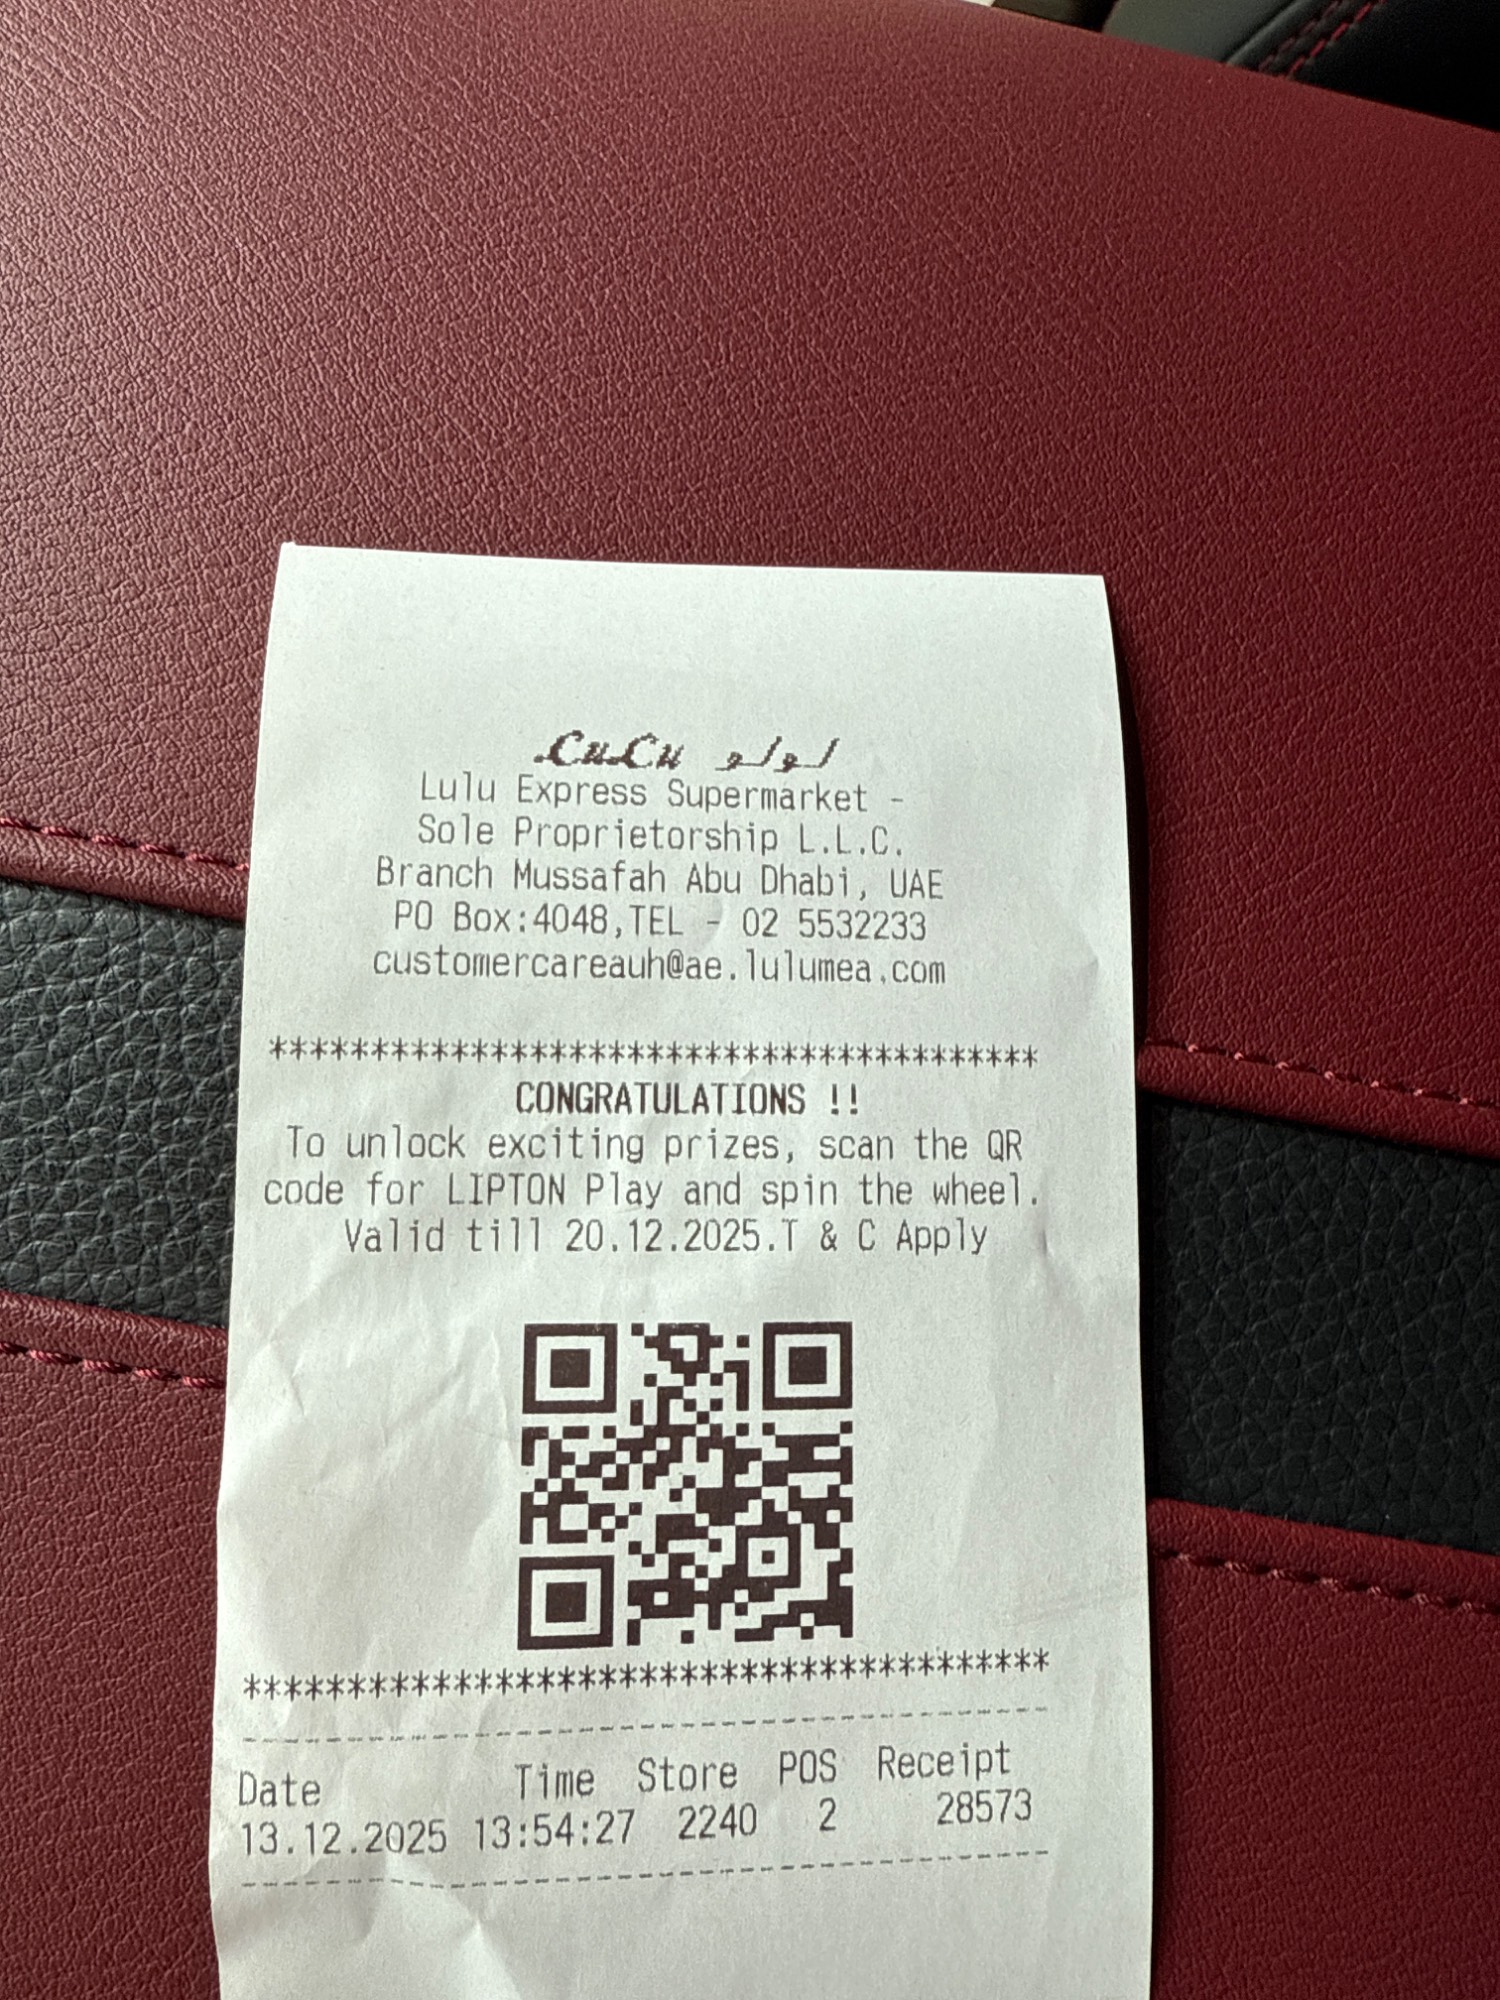 LuLu لولو
Lulu Express Supermarket -
Sole Proprietorship L.L.C.
Branch Mussafah Abu Dhabi, UAE
PO Box:4048,TEL - 02 5532233
customercareauh@ae.lulumea.com
***************************************
CONGRATULATIONS !!
To unlock exciting prizes, scan the QR
code for LIPTON Play and spin the wheel.
Valid till 20.12.2025.T & C Apply
***************************************
----------------------------------------
Date Time Store POS Receipt
13.12.2025 13:54:27 2240 2 28573
----------------------------------------